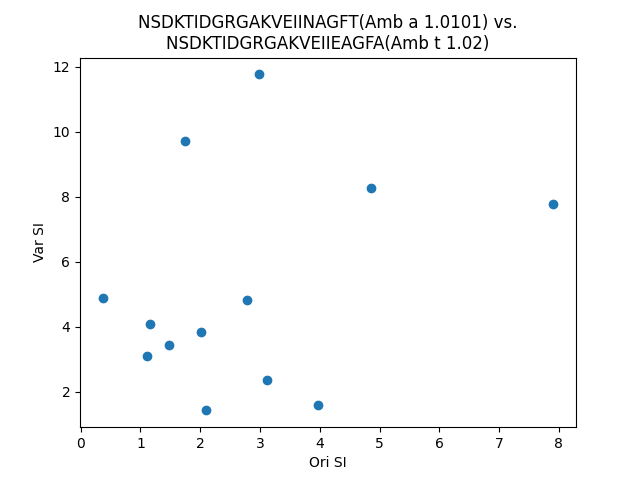 NSDKTIDGRGAKVEIINAGFT(Amb a 1.0101) vs.
NSDKTIDGRGAKVEIIEAGFA(Amb t 1.02)
12
10
8
6
4
2
Var SI
0 1 2 3 4 5 6 7 8
Ori SI